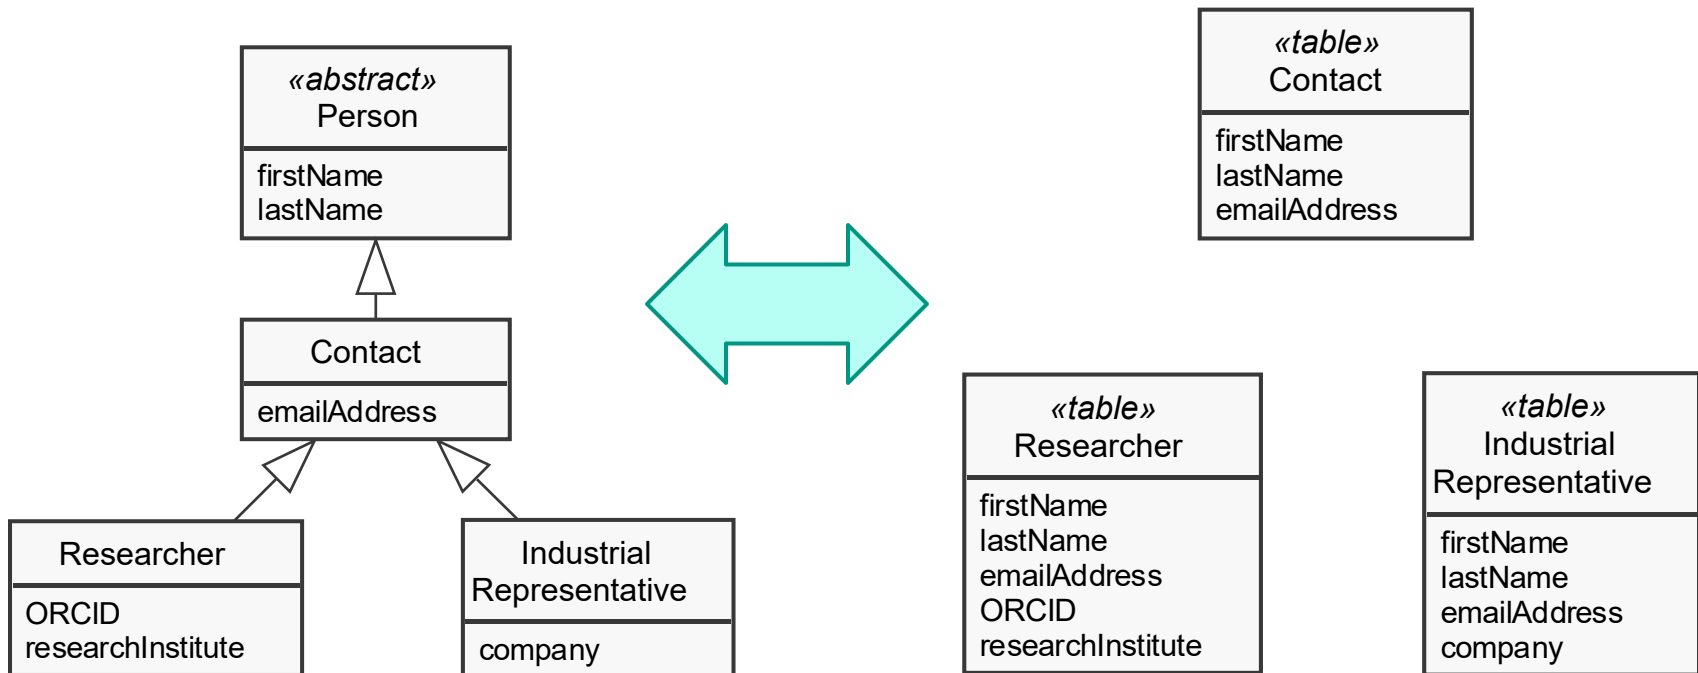 «abstract»
Person
firstName
lastName
Contact
emailAddress
Researcher
ORCID
researchInstitute
Industrial
Representative
company
«table»
Contact
firstName
lastName
emailAddress
«table»
Researcher
firstName
lastName
emailAddress
ORCID
researchInstitute
«table»
Industrial
Representative
firstName
lastName
emailAddress
company